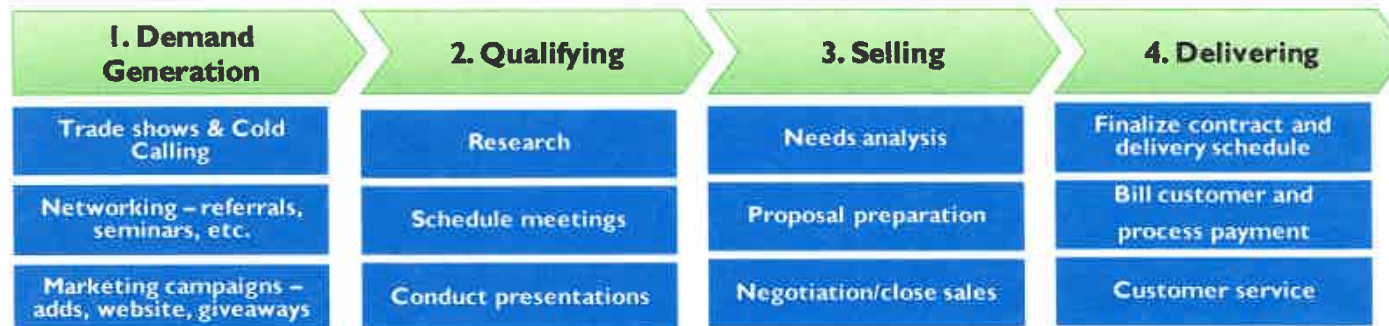 1. Demand
Generation
2. Qualifying
3. Selling
4. Delivering
Trade shows & Cold
Calling
Networking – referrals,
seminars, etc.
Marketing campaigns –
adds, website, giveaways
Research
Schedule meetings
Conduct presentations
Needs analysis
Proposal preparation
Negotiation/close sales
Finalize contract and
delivery schedule
Bill customer and
process payment
Customer service